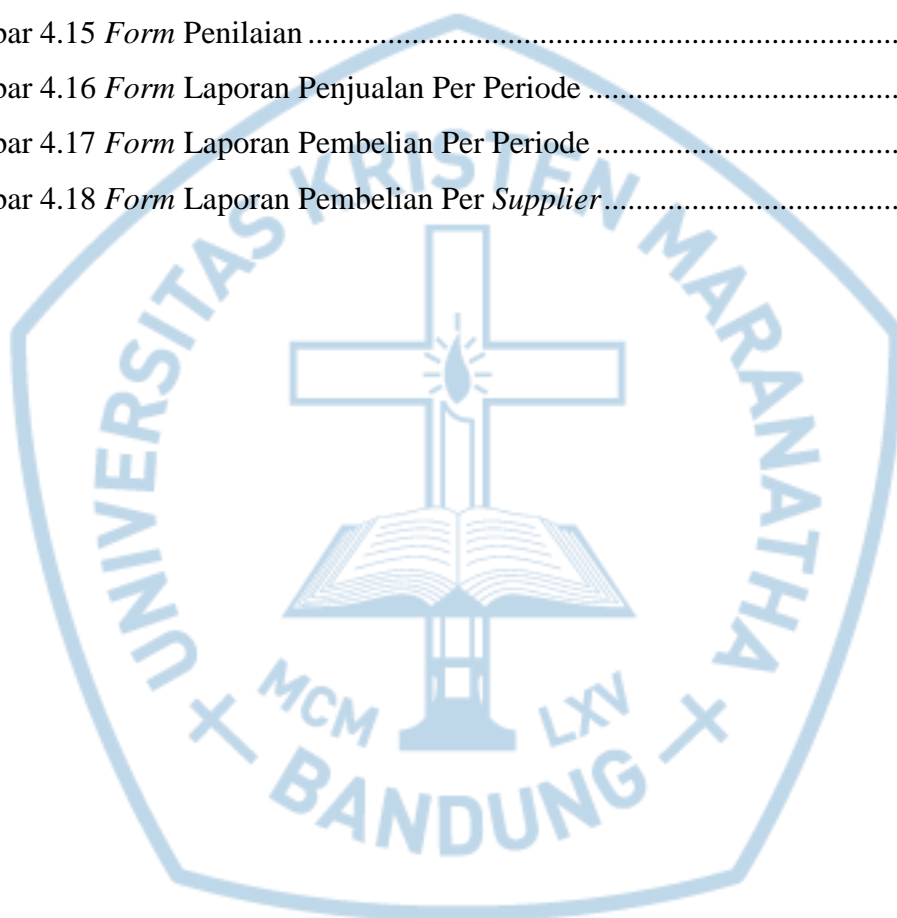 bar 4.15 Form Penilaian ................................................................................
bar 4.16 Form Laporan Penjualan Per Periode .......................................
bar 4.17 Form Laporan Pembelian Per Periode ......................................
bar 4.18 Form Laporan Pembelian Per Supplier.....................................
UNIVERSITAS KRISTEN MARANATHA
MCM LXV
BANDUNG